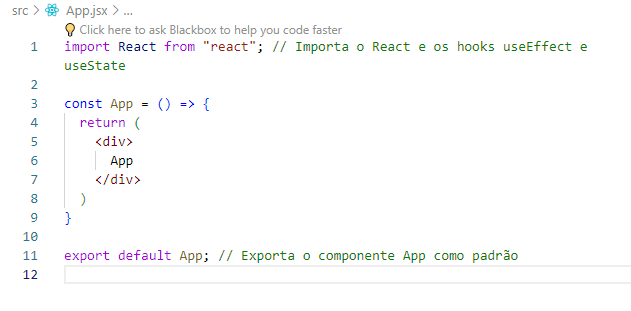 src > App.jsx > ...
Click here to ask Blackbox to help you code faster
1 import React from "react"; // Importa o React e os hooks useEffect e
useState
2
3 const App = () => {
4   return (
5     <div>
6       App
7     </div>
8   )
9 }
10
11 export default App; // Exporta o componente App como padrão
12